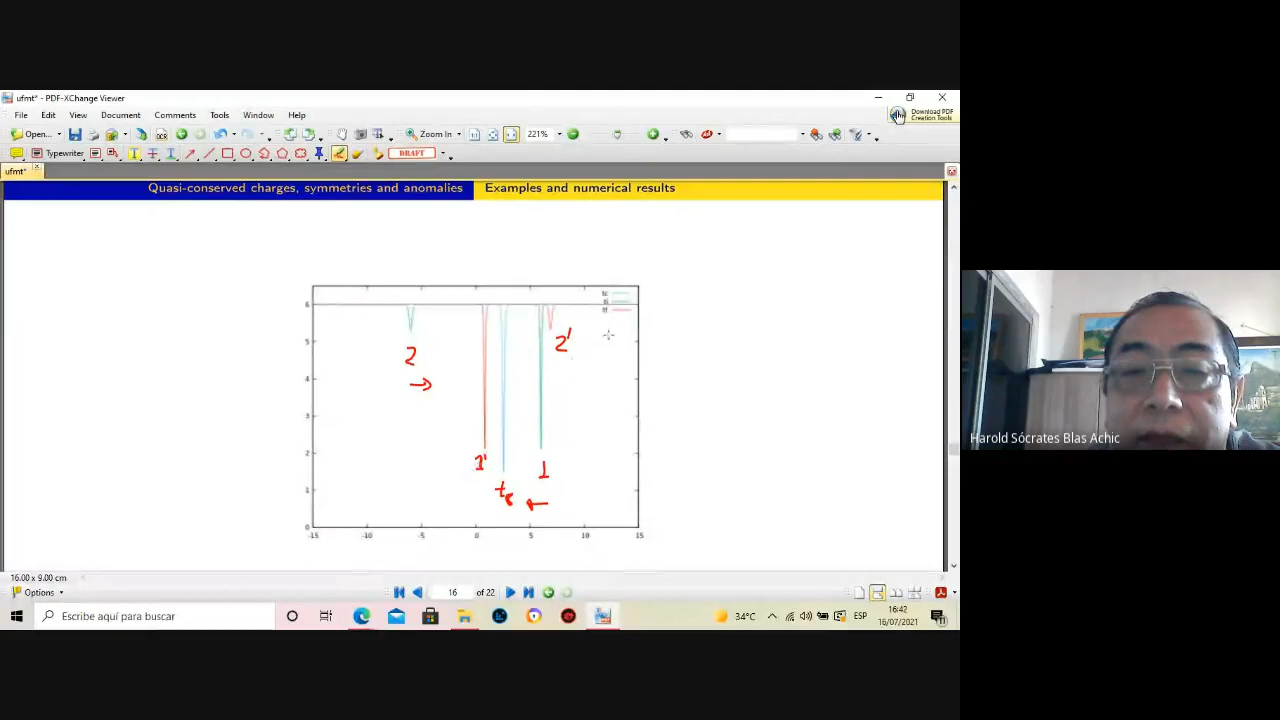 ufmt* - PDF-XChange Viewer
File Edit View Document Comments Tools Window Help
Download PDF
Creation Tools
Open... OCR Zoom In 221%
Typewriter DRAFT
ufmt*
Quasi-conserved charges, symmetries and anomalies Examples and numerical results
6
5
2'
2
4
3
2
1' 1
1
0
-15 -10 -5 0 5 10 15
Harold Sócrates Blas Achic
16.00 x 9.00 cm
Options 16 of 22
Escribe aquí para buscar
34°C ESP 16:42
16/07/2021